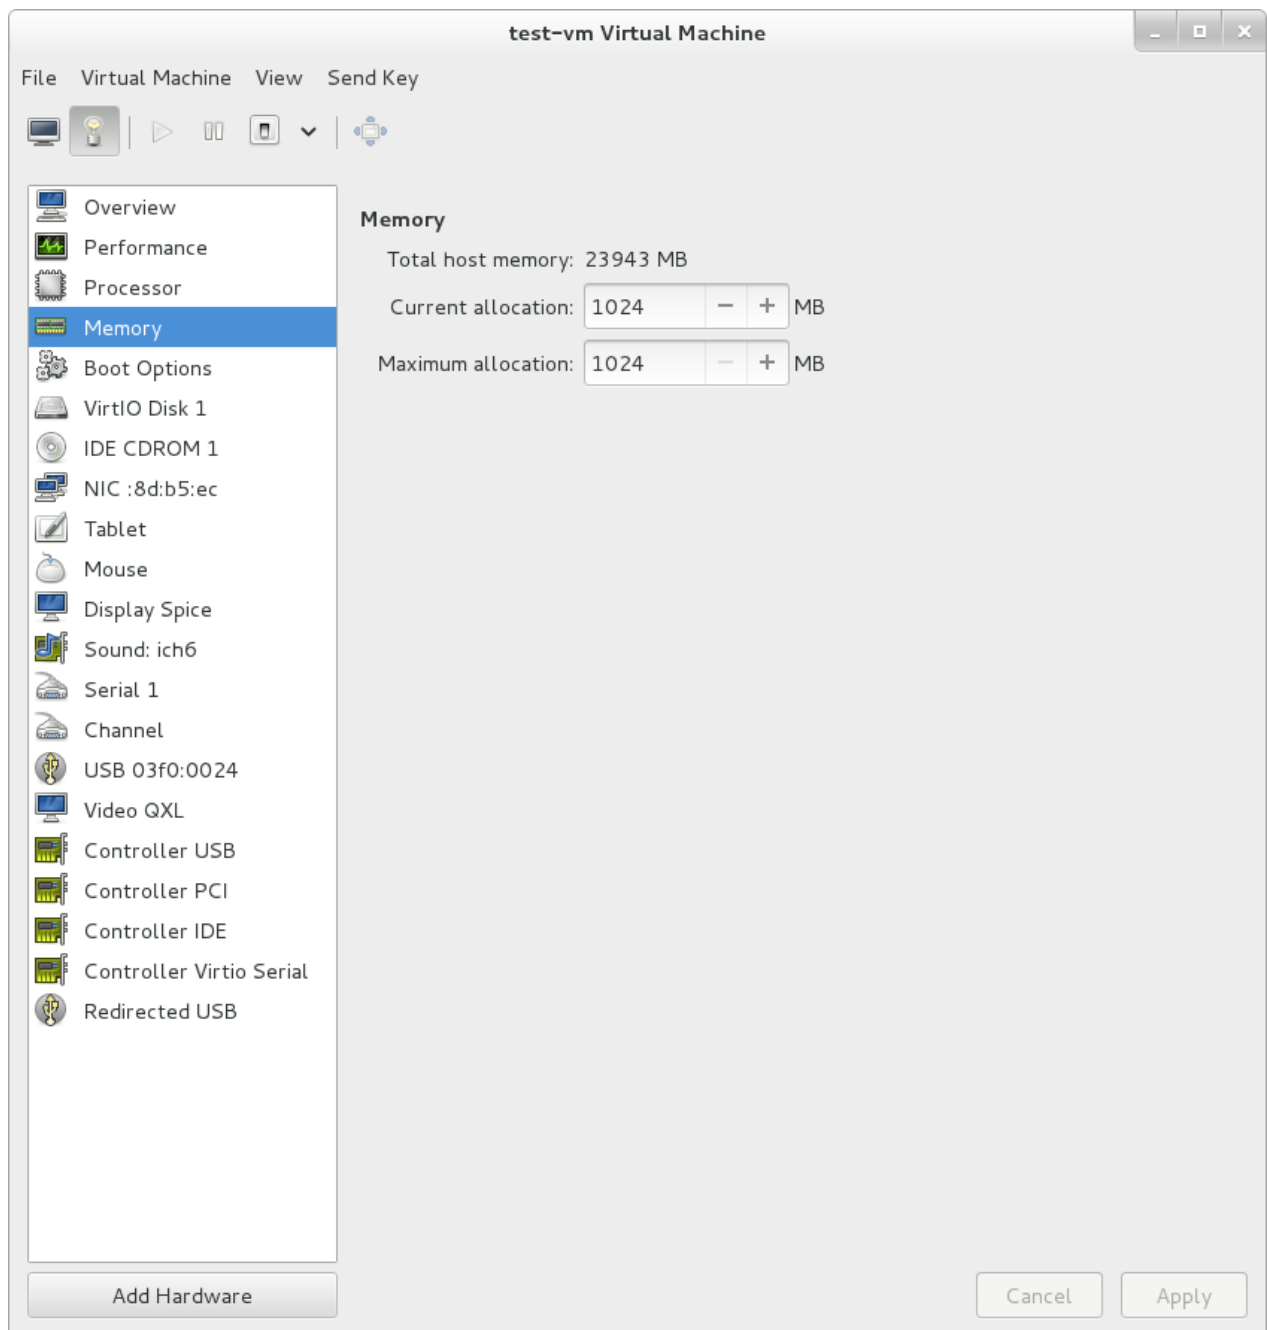 test-vm Virtual Machine
File Virtual Machine View Send Key
Overview
Performance
Processor
Memory
Boot Options
VirtIO Disk 1
IDE CDROM 1
NIC :8d:b5:ec
Tablet
Mouse
Display Spice
Sound: ich6
Serial 1
Channel
USB 03f0:0024
Video QXL
Controller USB
Controller PCI
Controller IDE
Controller Virtio Serial
Redirected USB
Add Hardware
Memory
Total host memory: 23943 MB
Current allocation: 1024 − + MB
Maximum allocation: 1024 − + MB
Cancel Apply